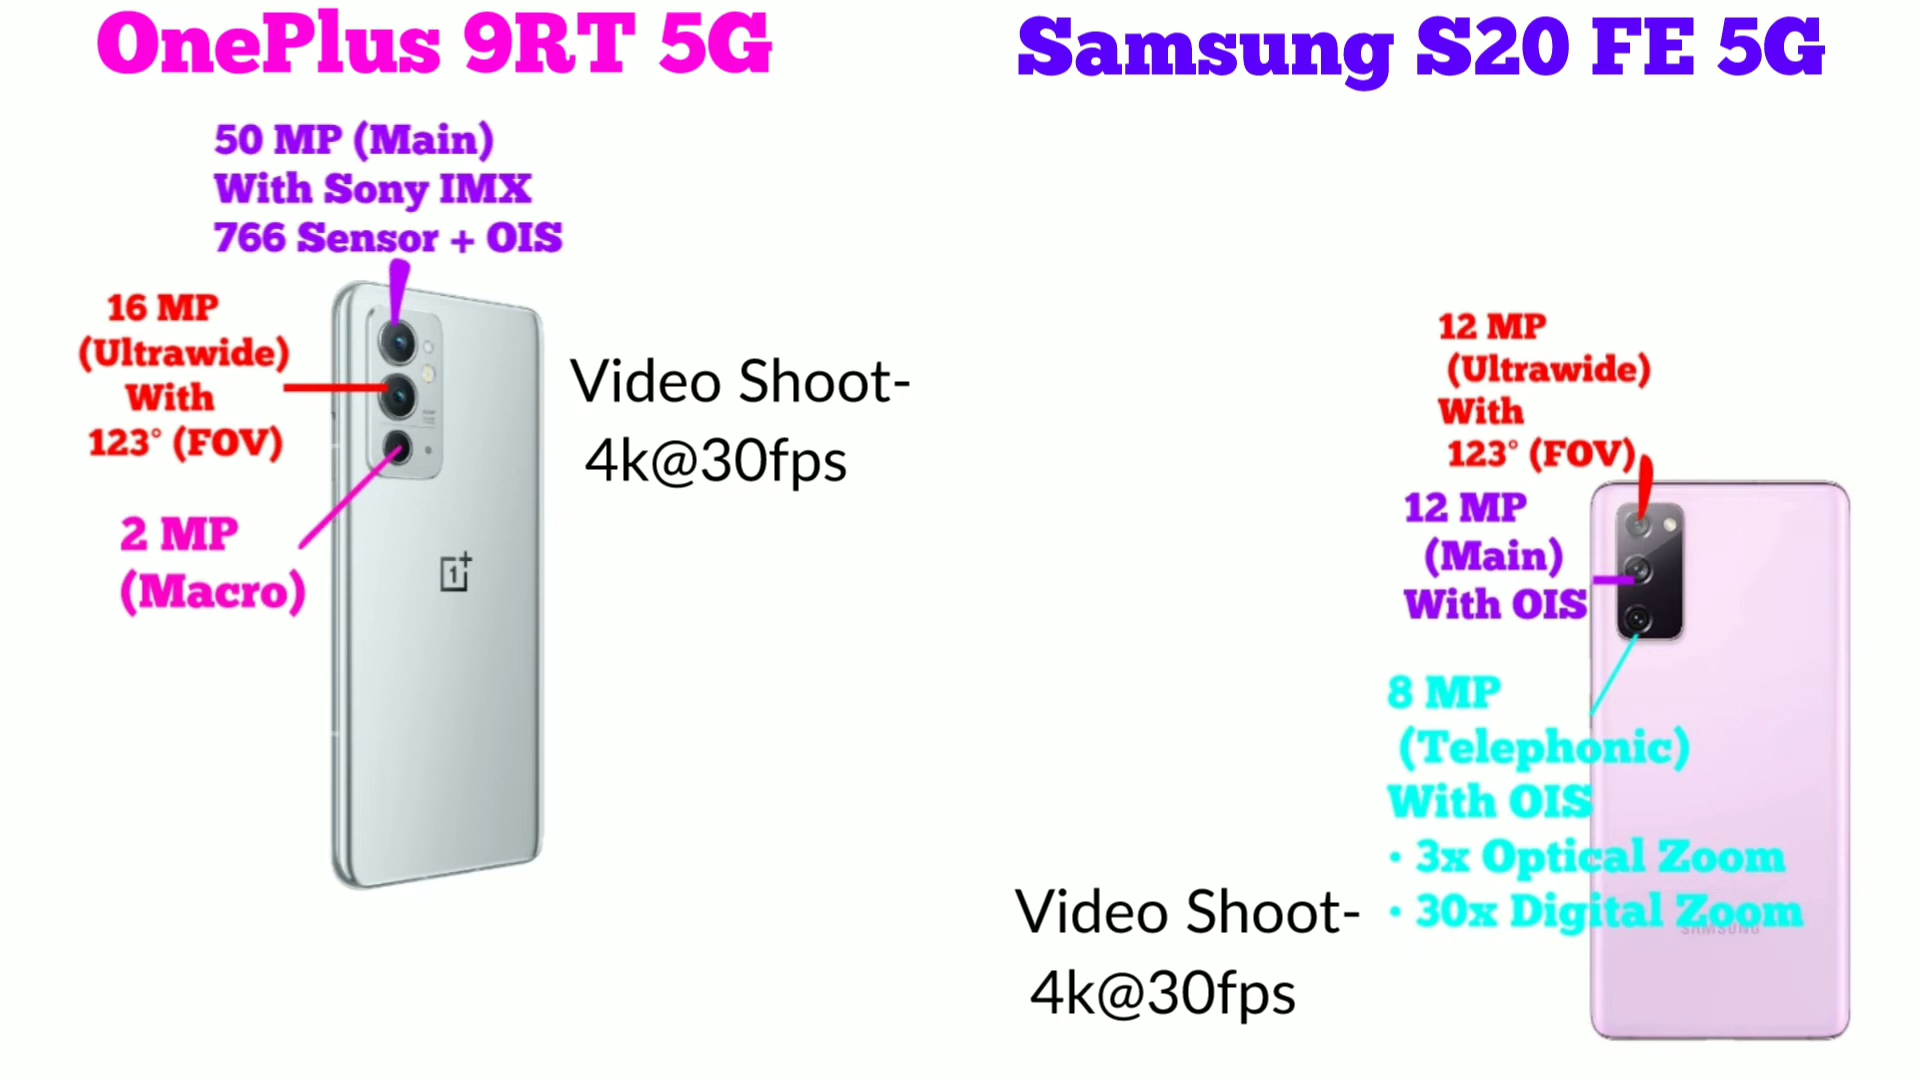 OnePlus 9RT 5G
50 MP (Main)
With Sony IMX
766 Sensor + OIS
16 MP
(Ultrawide)
With
123° (FOV)
2 MP
(Macro)
Video Shoot-
4k@30fps
Samsung S20 FE 5G
12 MP
(Ultrawide)
With
123° (FOV)
12 MP
(Main)
With OIS
8 MP
(Telephonic)
With OIS
· 3x Optical Zoom
· 30x Digital Zoom
SAMSUNG
Video Shoot-
4k@30fps